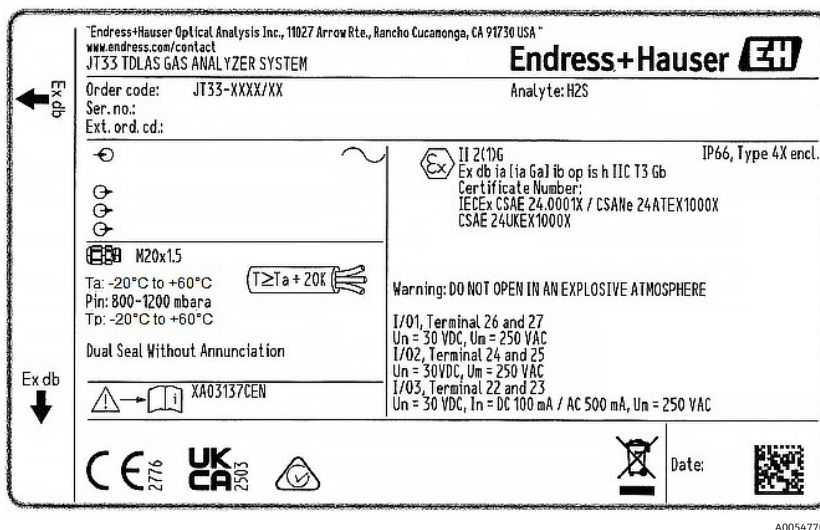 "Endress+Hauser Optical Analysis Inc., 11027 Arrow Rte., Rancho Cucamonga, CA 91730 USA "
www.endress.com/contact
JT33 TDLAS GAS ANALYZER SYSTEM
Endress+Hauser EH
Ex db
Order code: JT33-XXXX/XX
Analyte: H2S
Ser. no.:
Ext. ord. cd.:
Ex II 2(1)G
IP66, Type 4X encl.
Ex db ia [ia Ga] ib op is h IIC T3 Gb
Certificate Number:
IECEx CSAE 24.0001X / CSANe 24ATEX1000X
CSAE 24UKEX1000X
M20x1.5
Ta: -20°C to +60°C
T≥Ta + 20K
Pin: 800-1200 mbara
Tp: -20°C to +60°C
Dual Seal Without Annunciation
Warning: DO NOT OPEN IN AN EXPLOSIVE ATMOSPHERE
I/O1, Terminal 26 and 27
Un = 30 VDC, Um = 250 VAC
I/O2, Terminal 24 and 25
Un = 30VDC, Um = 250 VAC
I/O3, Terminal 22 and 23
Un = 30 VDC, In = DC 100 mA / AC 500 mA, Um = 250 VAC
Ex db
i XA03137CEN
CE 2776
UK CA 2503
Date: